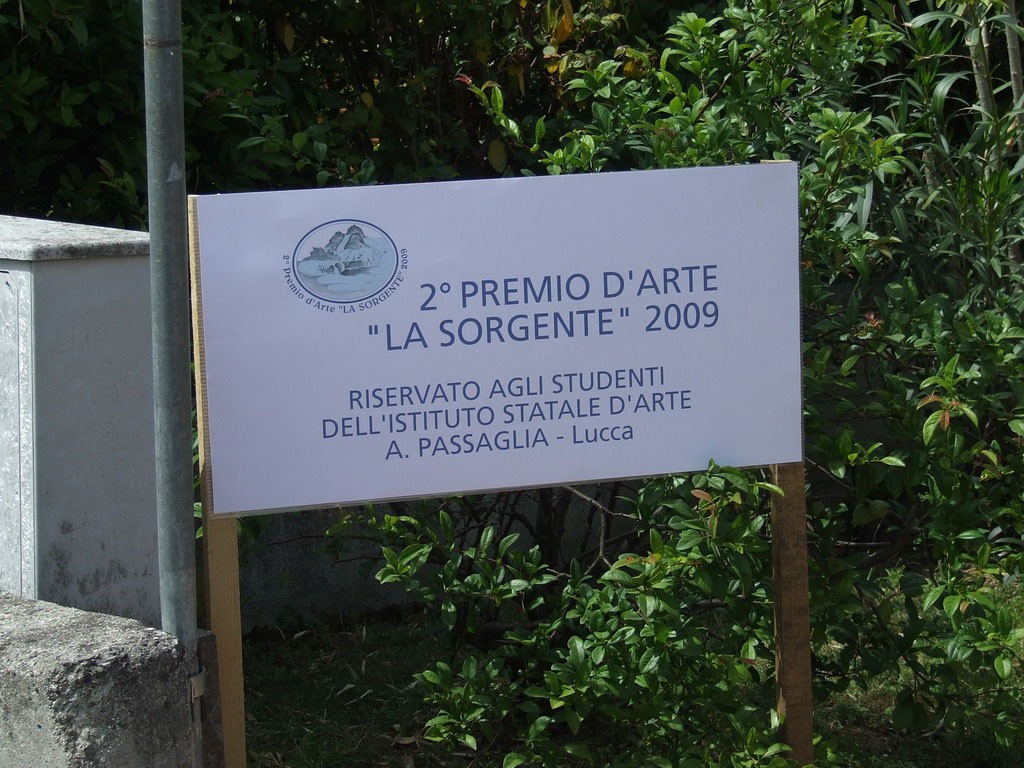 2° Premio d'Arte "LA SORGENTE" 2009
2° PREMIO D'ARTE
"LA SORGENTE" 2009
RISERVATO AGLI STUDENTI
DELL'ISTITUTO STATALE D'ARTE
A. PASSAGLIA - Lucca